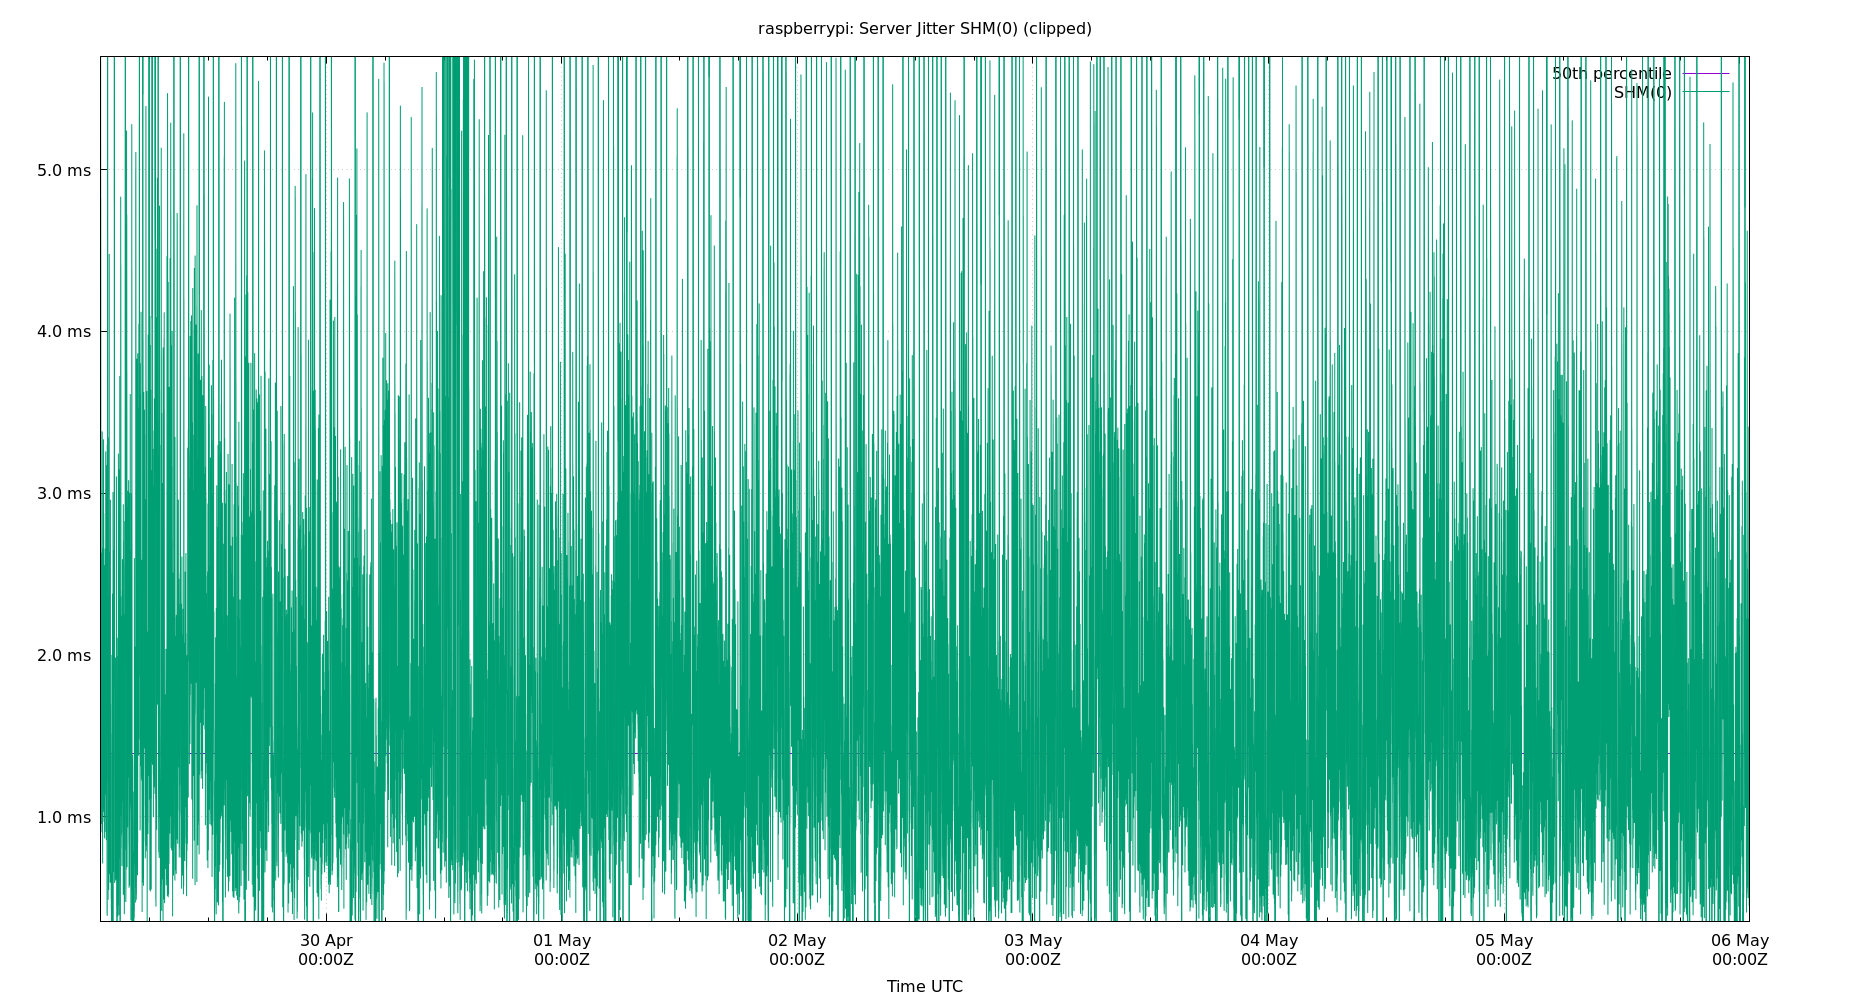 raspberrypi: Server Jitter SHM(0) (clipped)
50th percentile
SHM(0)
5.0 ms
4.0 ms
3.0 ms
2.0 ms
1.0 ms
30 Apr 01 May 02 May 03 May 04 May 05 May 06 May
00:00Z 00:00Z 00:00Z 00:00Z 00:00Z 00:00Z 00:00Z
Time UTC